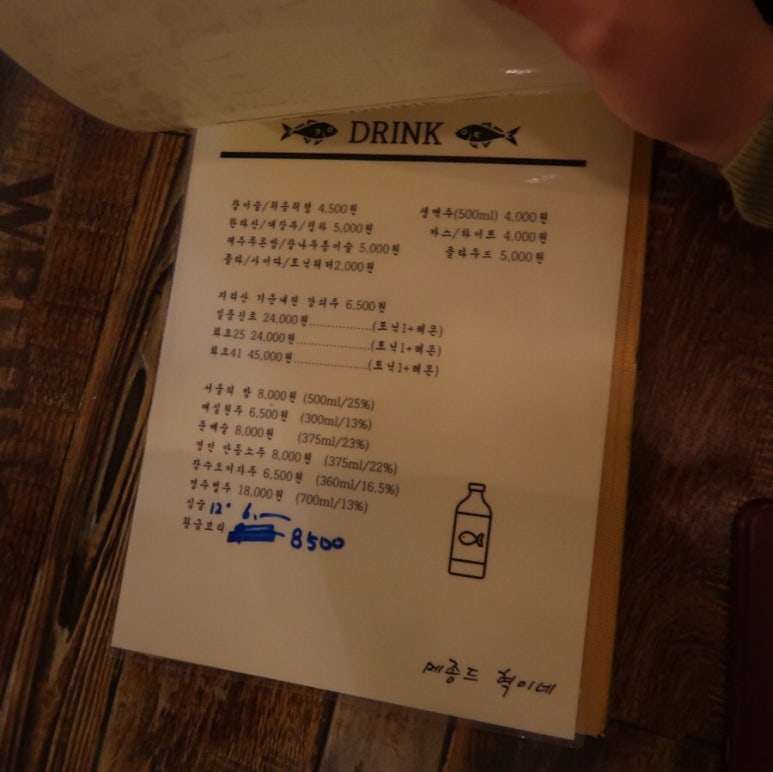 DRINK
참이슬/처음처럼 4,500원
한라산/대장부/청하 5,000원
제주푸른밤/참나무통이슬 5,000원
콜라/사이다/토닉워터2,000원
생맥주(500ml) 4,000원
카스/하이트 4,000원
클라우드 5,000원
지리산 기운내린 강쇠주 6,500원
일품진로 24,000원..................(토닉1+레몬)
화요25 24,000원.....................(토닉1+레몬)
화요41 45,000원.....................(토닉1+레몬)
서울의 밤 8,000원 (500ml/25%)
매실원주 6,500원 (300ml/13%)
문배술 8,000원 (375ml/23%)
명인 안동소주 8,000원 (375ml/22%)
장수오미자주 6,500원 (360ml/16.5%)
경주법주 18,000원 (700ml/13%)
심술 12° 6.—
황금보리 8500
메종드 혁이네